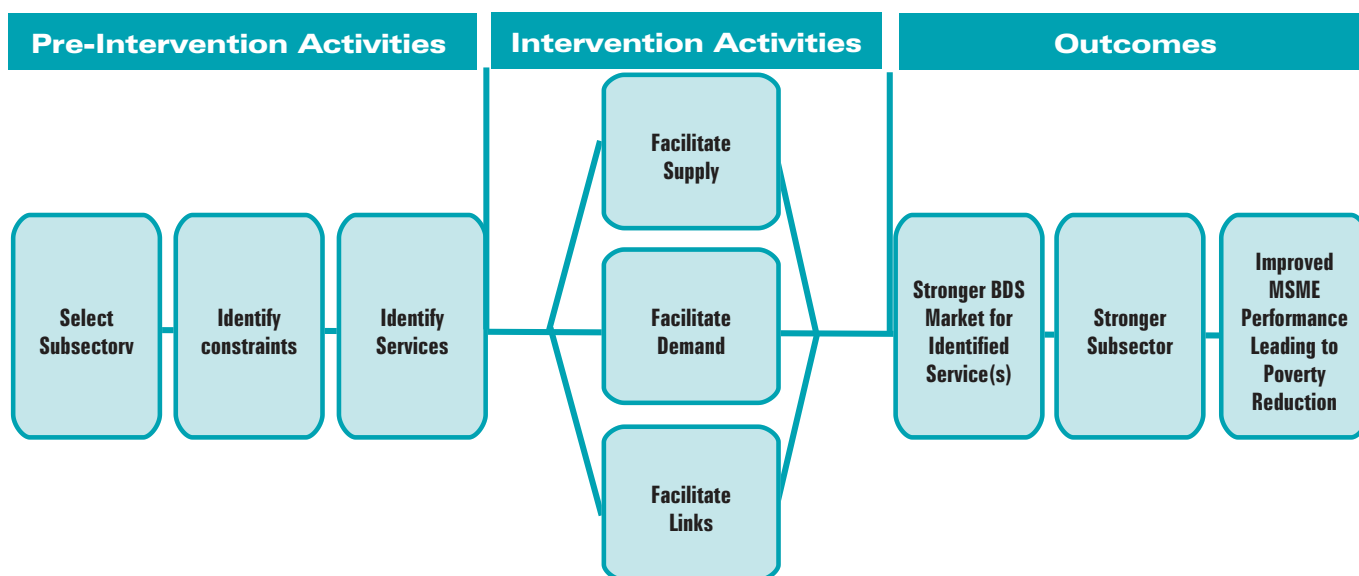 Pre-Intervention Activities
Intervention Activities
Outcomes
Select
Subsectorv
Identify
constraints
Identify
Services
Facilitate
Supply
Facilitate
Demand
Facilitate
Links
Stronger BDS
Market for
Identified
Service(s)
Stronger
Subsector
Improved
MSME
Performance
Leading to
Poverty
Reduction